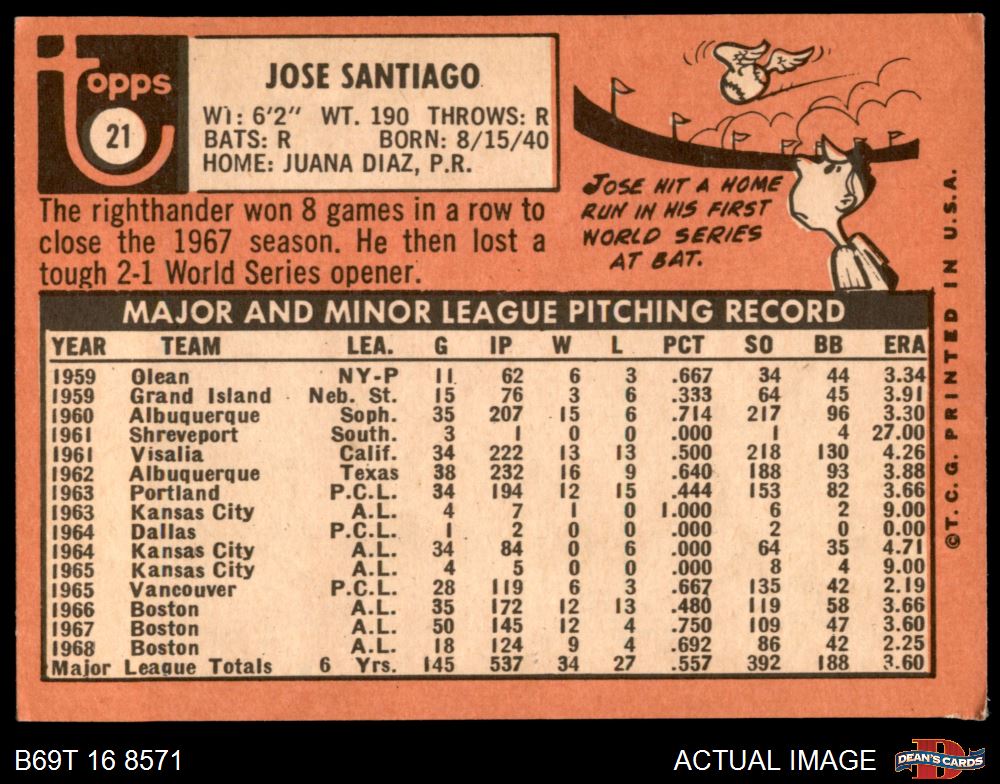 Topps
21
JOSE SANTIAGO
WT: 6'2" WT. 190 THROWS: R
BATS: R BORN: 8/15/40
HOME: JUANA DIAZ, P.R.
The righthander won 8 games in a row to
close the 1967 season. He then lost a
tough 2-1 World Series opener.
JOSE HIT A HOME
RUN IN HIS FIRST
WORLD SERIES
AT BAT.
MAJOR AND MINOR LEAGUE PITCHING RECORD
YEAR TEAM LEA. G IP W L PCT SO BB ERA
1959 Olean NY-P 11 62 6 3 .667 34 44 3.34
1959 Grand Island Neb. St. 15 76 3 6 .333 64 45 3.91
1960 Albuquerque Soph. 35 207 15 6 .714 217 96 3.30
1961 Shreveport South. 3 1 0 0 .000 1 4 27.00
1961 Visalia Calif. 34 222 13 13 .500 218 130 4.26
1962 Albuquerque Texas 38 232 16 9 .640 188 93 3.88
1963 Portland P.C.L. 34 194 12 15 .444 153 82 3.66
1963 Kansas City A.L. 4 7 1 0 1.000 6 2 9.00
1964 Dallas P.C.L. 1 2 0 0 .000 2 0 0.00
1964 Kansas City A.L. 34 84 0 6 .000 64 35 4.71
1965 Kansas City A.L. 4 5 0 0 .000 8 4 9.00
1965 Vancouver P.C.L. 28 119 6 3 .667 135 42 2.19
1966 Boston A.L. 35 172 12 13 .480 119 58 3.66
1967 Boston A.L. 50 145 12 4 .750 109 47 3.60
1968 Boston A.L. 18 124 9 4 .692 86 42 2.25
Major League Totals 6 Yrs. 145 537 34 27 .557 392 188 3.60
©T.C.G. PRINTED IN U.S.A.
B69T 16 8571
ACTUAL IMAGE
DEAN'S CARDS